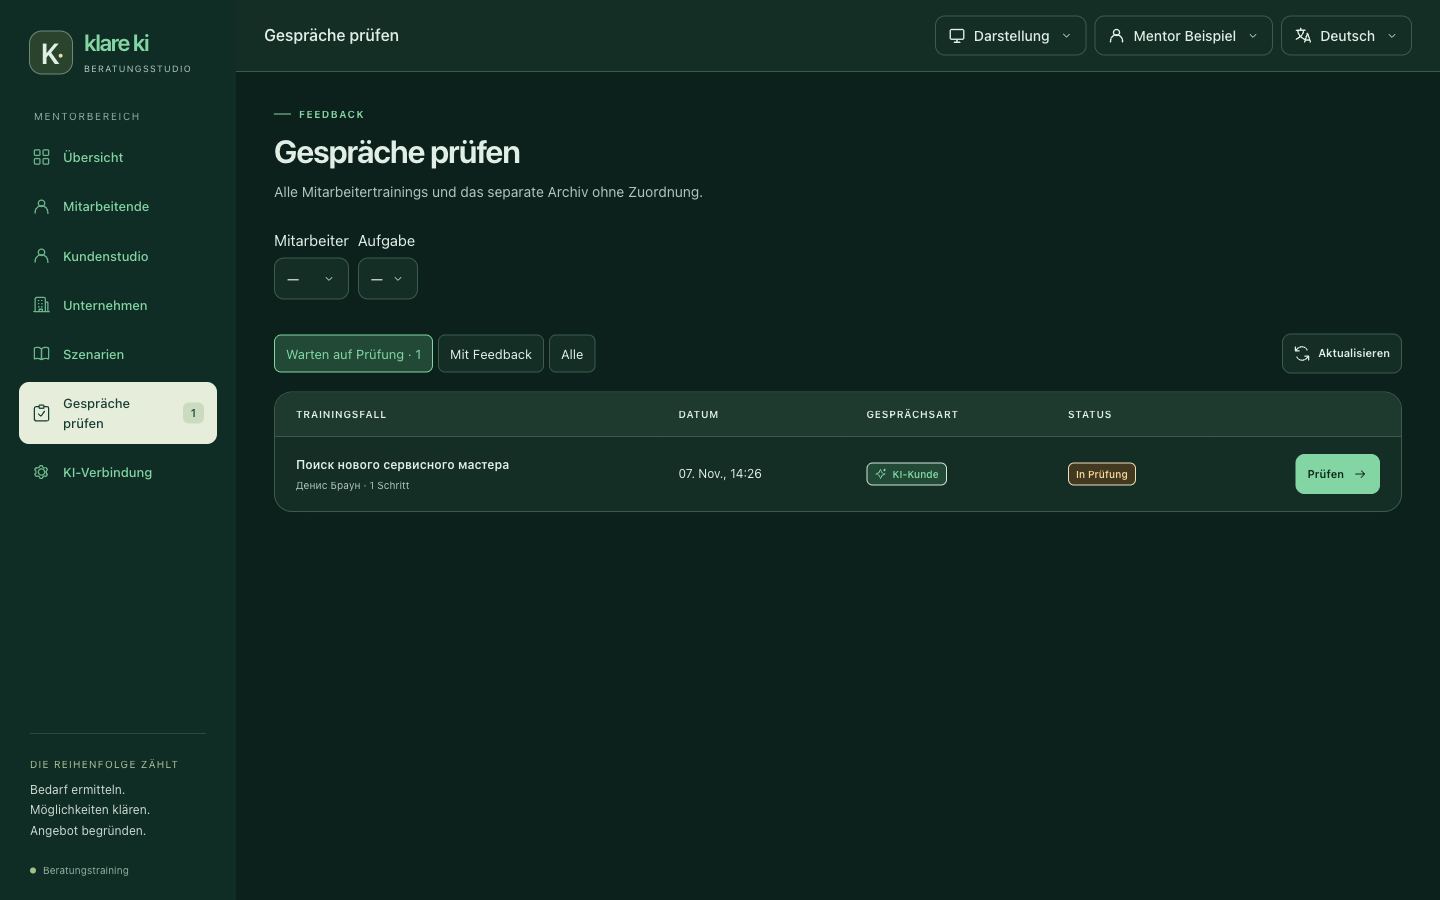 K
klare ki
BERATUNGSSTUDIO
MENTORBEREICH
Übersicht
Mitarbeitende
Kundenstudio
Unternehmen
Szenarien
Gespräche
prüfen
1
KI-Verbindung
DIE REIHENFOLGE ZÄHLT
Bedarf ermitteln.
Möglichkeiten klären.
Angebot begründen.
Beratungstraining
Gespräche prüfen
Darstellung
Mentor Beispiel
Deutsch
FEEDBACK
Gespräche prüfen
Alle Mitarbeitertrainings und das separate Archiv ohne Zuordnung.
Mitarbeiter Aufgabe
— —
Warten auf Prüfung · 1 Mit Feedback Alle
Aktualisieren
TRAININGSFALL DATUM GESPRÄCHSART STATUS
Поиск нового сервисного мастера
Денис Браун · 1 Schritt
07. Nov., 14:26
KI-Kunde
In Prüfung
Prüfen